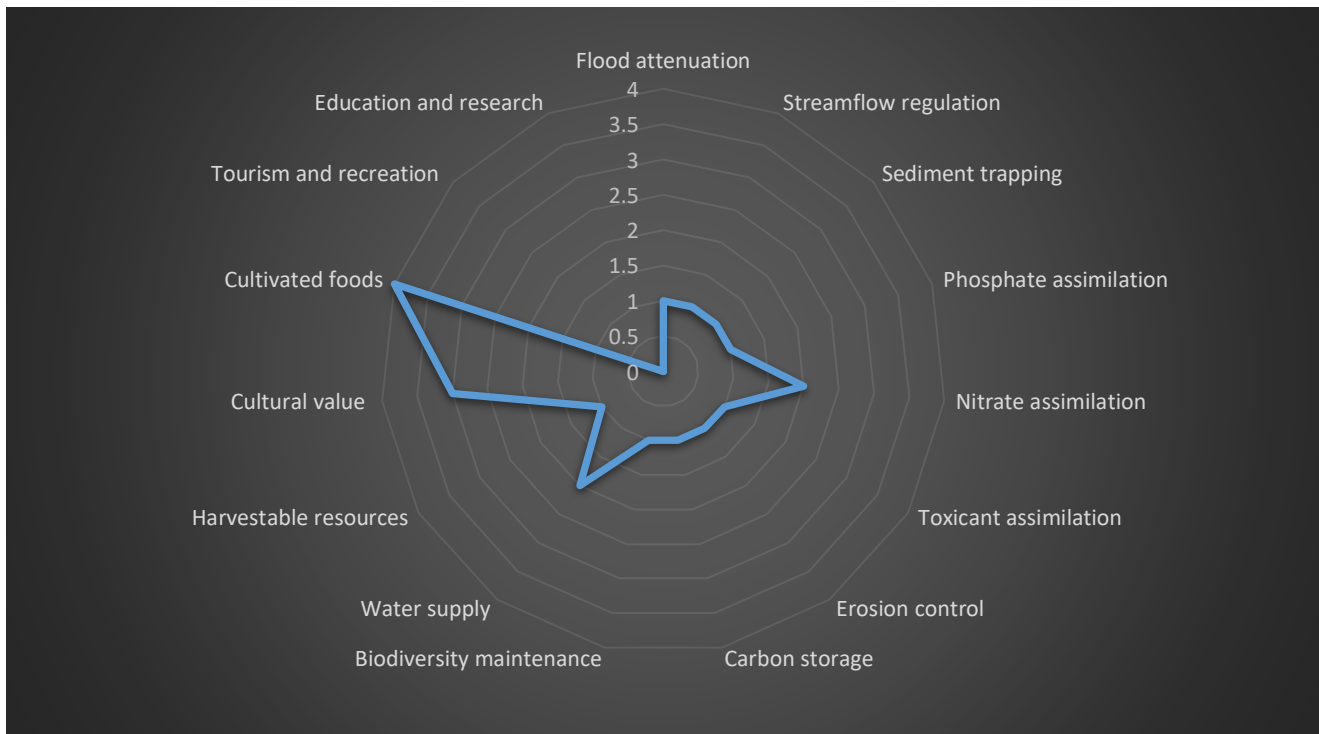 Flood attenuation
Streamflow regulation
Sediment trapping
Phosphate assimilation
Nitrate assimilation
Toxicant assimilation
Erosion control
Carbon storage
Biodiversity maintenance
Water supply
Harvestable resources
Cultural value
Cultivated foods
Tourism and recreation
Education and research
4
3.5
3
2.5
2
1.5
1
0.5
0